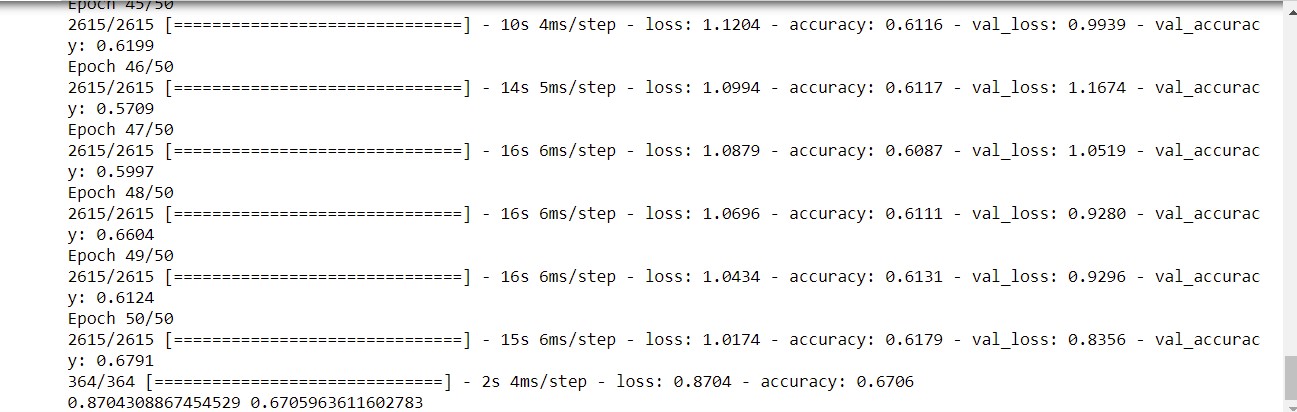 Epoch 45/50
2615/2615 [==============================] - 10s 4ms/step - loss: 1.1204 - accuracy: 0.6116 - val_loss: 0.9939 - val_accurac
y: 0.6199
Epoch 46/50
2615/2615 [==============================] - 14s 5ms/step - loss: 1.0994 - accuracy: 0.6117 - val_loss: 1.1674 - val_accurac
y: 0.5709
Epoch 47/50
2615/2615 [==============================] - 16s 6ms/step - loss: 1.0879 - accuracy: 0.6087 - val_loss: 1.0519 - val_accurac
y: 0.5997
Epoch 48/50
2615/2615 [==============================] - 16s 6ms/step - loss: 1.0696 - accuracy: 0.6111 - val_loss: 0.9280 - val_accurac
y: 0.6604
Epoch 49/50
2615/2615 [==============================] - 16s 6ms/step - loss: 1.0434 - accuracy: 0.6131 - val_loss: 0.9296 - val_accurac
y: 0.6124
Epoch 50/50
2615/2615 [==============================] - 15s 6ms/step - loss: 1.0174 - accuracy: 0.6179 - val_loss: 0.8356 - val_accurac
y: 0.6791
364/364 [==============================] - 2s 4ms/step - loss: 0.8704 - accuracy: 0.6706
0.8704308867454529 0.6705963611602783